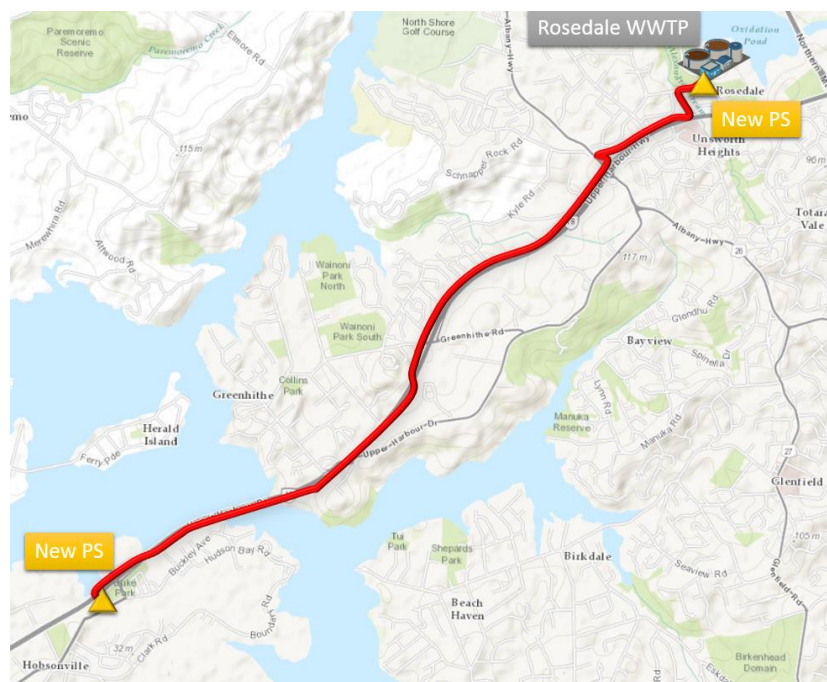 Rosedale WWTP
New PS
Rosedale
Oxidation
Pond
Unsworth
Heights
North Shore
Golf Course
Paremoremo
Scenic
Reserve
Paremoremo Creek
Elmore Rd
115 m
Merewhira Rd
Attwood Rd
Albany-Hwy
Schnapper Rock Rd
Kyle Rd
Upper-Harbour-Hwy
Totara
Vale
Albany-Hwy
26
117 m
Wainoni
Park
North
Wainoni
Park South
Greenhithe Rd
Glendhu Rd
Bayview
Spinella Dr
Collins
Park
Greenhithe
Lynn Rd
Manuka
Reserve
Manuka Rd
Herald
Island
Ferry Pde
Upper-Harbour-Dr
27
Glenfield
New PS
Buckley Ave
Hudson Bay Rd
Tui
Park
Shepards
Park
Birkdale
105 m
Seaview Rd
Glenfield-Rd
Beach
Haven
Boundary Rd
32 m
Clark Rd
Hobsonville
Birkenhead
Domain